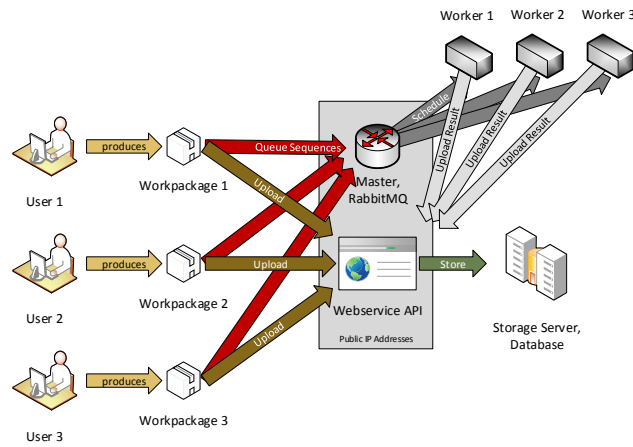 Worker 1
Worker 2
Worker 3
Schedule
Upload Result
Upload Result
Upload Result
produces
Queue Sequences
User 1
Workpackage 1
Master,
RabbitMQ
Upload
produces
Upload
Store
User 2
Workpackage 2
Webservice API
Storage Server,
Database
Upload
Public IP Addresses
produces
User 3
Workpackage 3